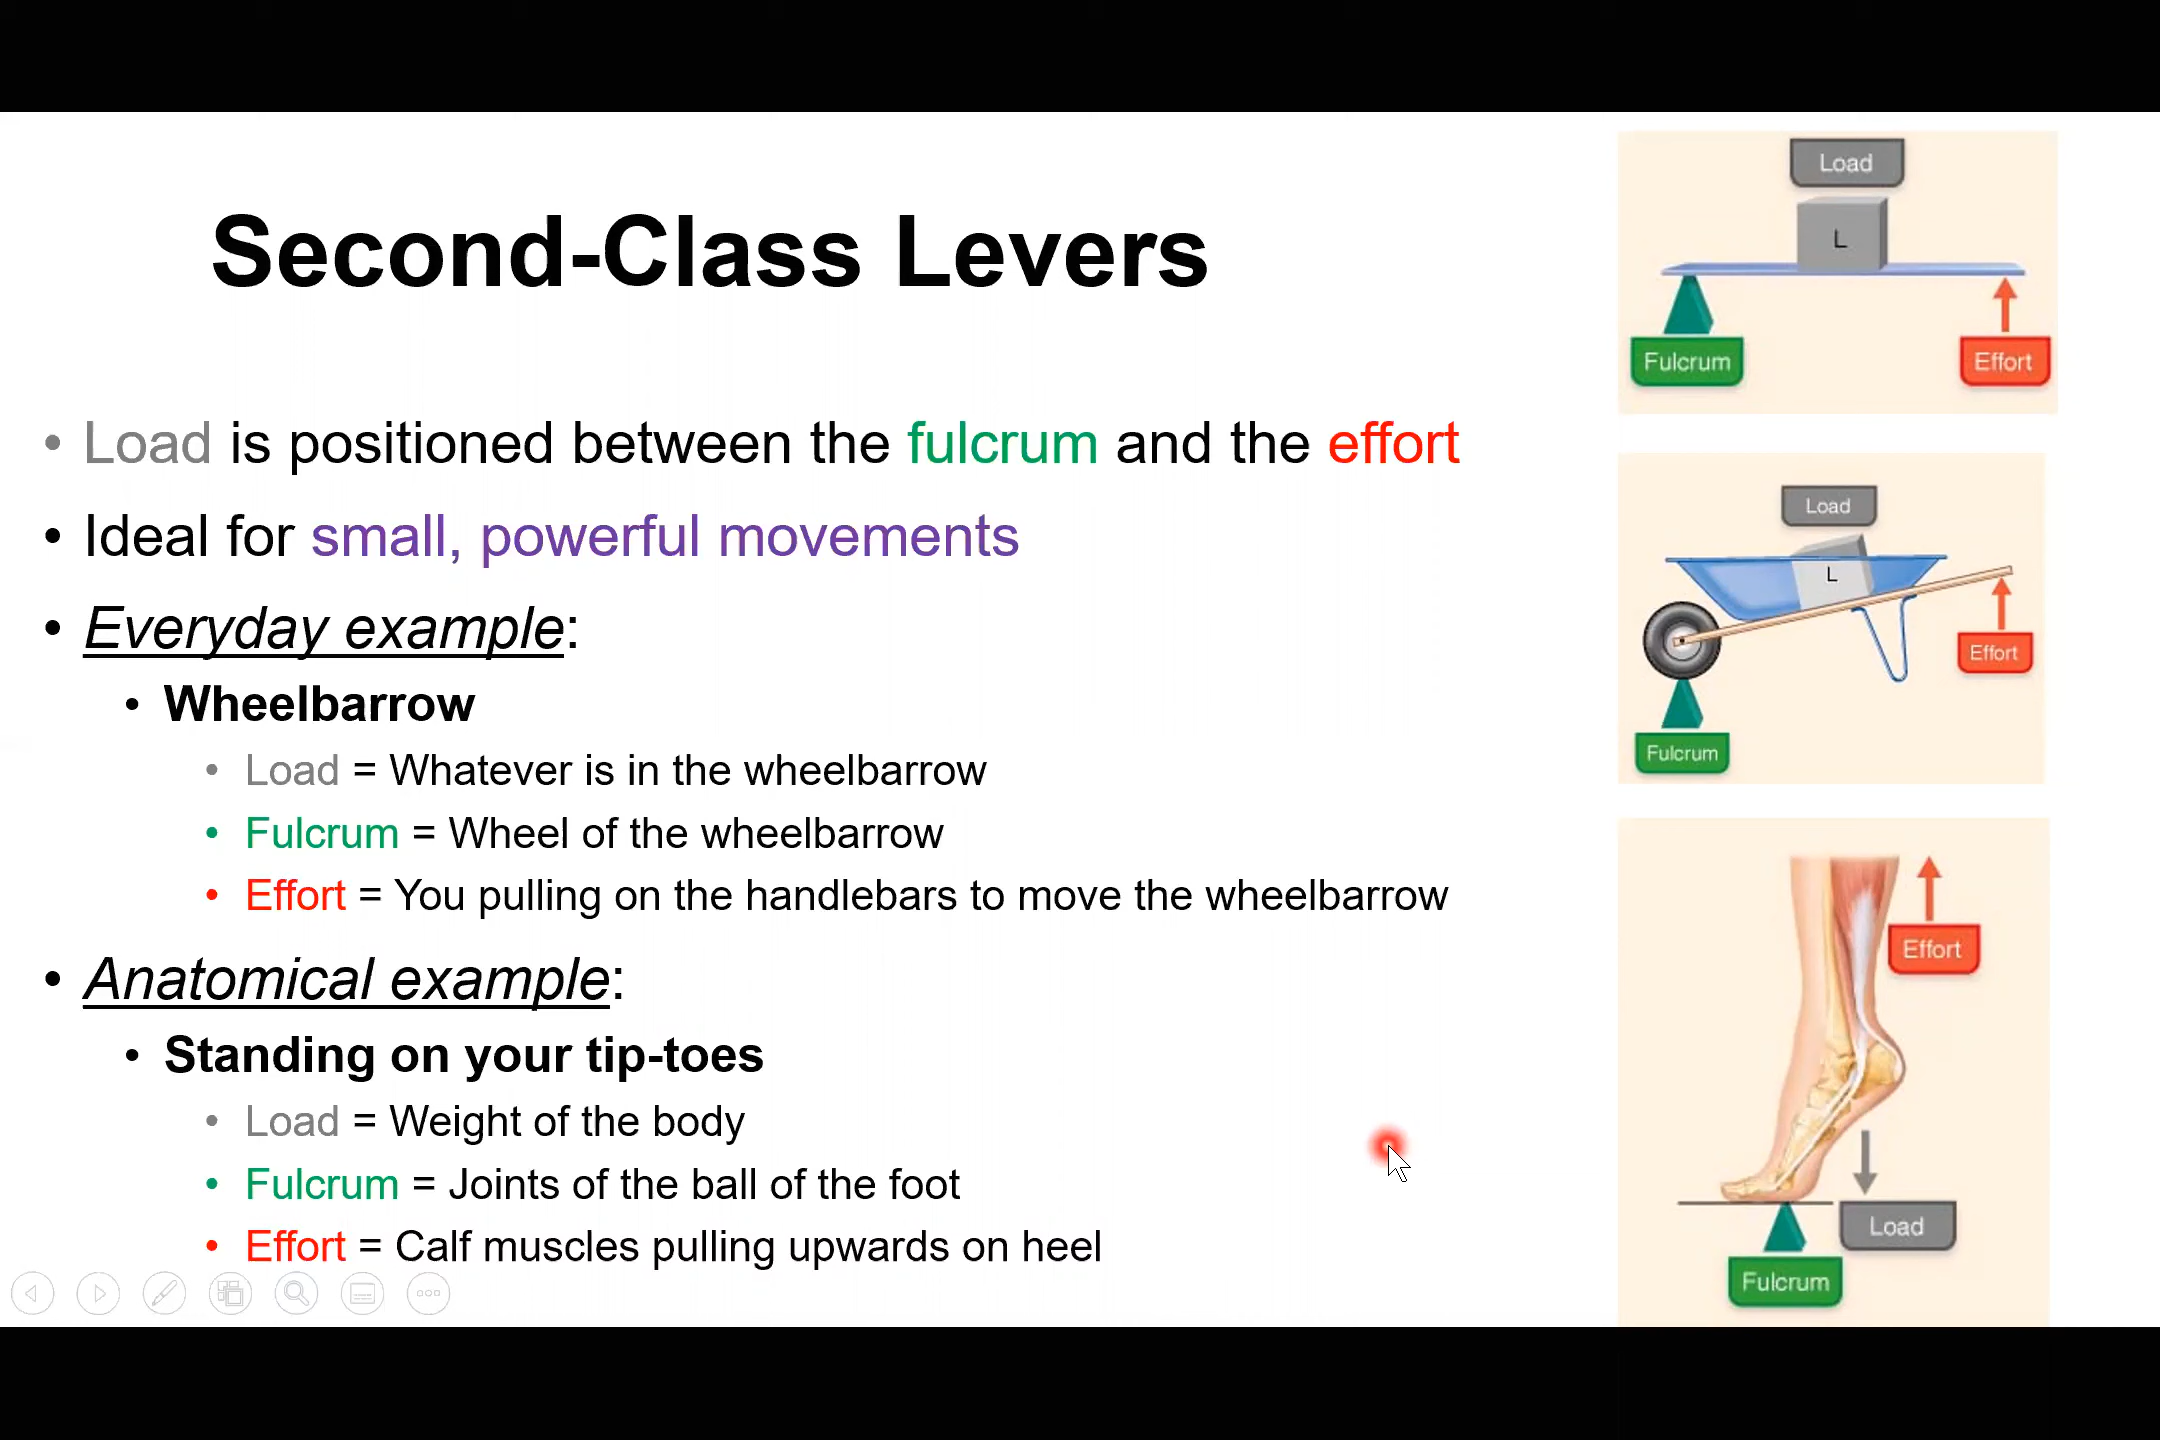 Second-Class Levers
• Load is positioned between the fulcrum and the effort
• Ideal for small, powerful movements
• Everyday example:
• Wheelbarrow
• Load = Whatever is in the wheelbarrow
• Fulcrum = Wheel of the wheelbarrow
• Effort = You pulling on the handlebars to move the wheelbarrow
• Anatomical example:
• Standing on your tip-toes
• Load = Weight of the body
• Fulcrum = Joints of the ball of the foot
• Effort = Calf muscles pulling upwards on heel
Load
L
Fulcrum
Effort
Load
L
Effort
Fulcrum
Effort
Load
Fulcrum